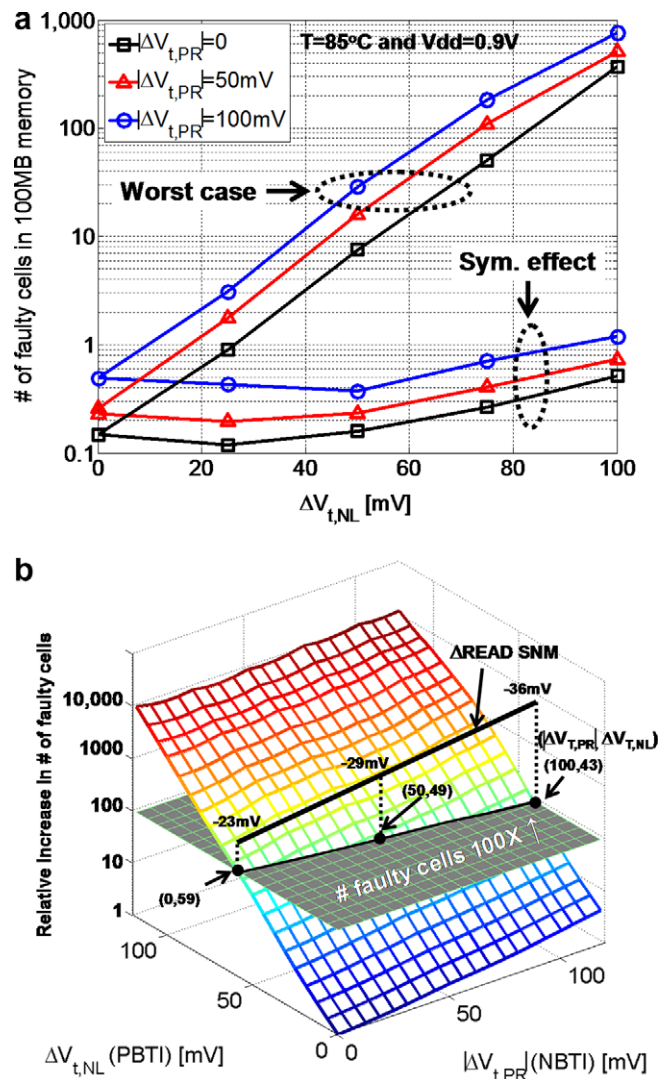 a
1,000
100
10
1
0.1
# of faulty cells in 100MB memory
|ΔVt,PR|=0
|ΔVt,PR|=50mV
|ΔVt,PR|=100mV
T=85°C and Vdd=0.9V
Worst case
Sym. effect
0 20 40 60 80 100
ΔVt,NL [mV]
b
Relative Increase In # of faulty cells
10,000
1000
100
10
1
ΔREAD SNM
-36mV
-29mV
-23mV
(|ΔVT,PR|, ΔVT,NL)
(100,43)
(50,49)
(0,59)
# faulty cells 100X ↑
100
50
0
0
50
100
ΔVt,NL (PBTI) [mV]
|ΔVt,PR|(NBTI) [mV]